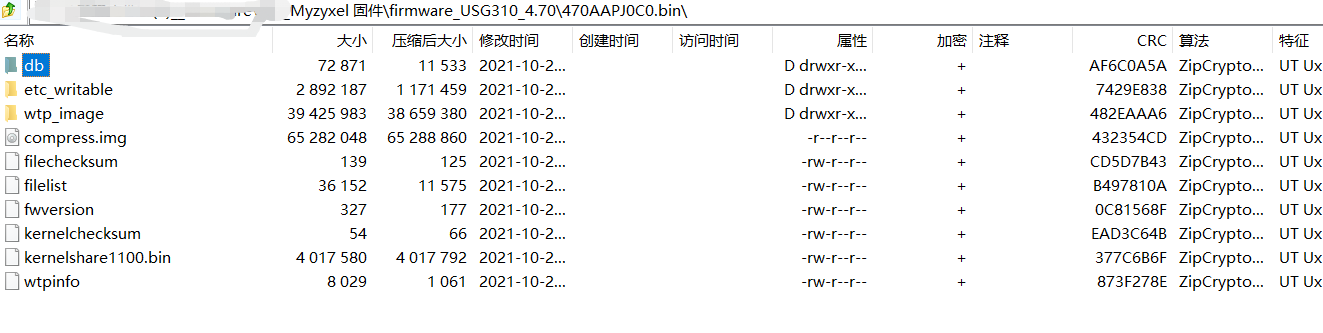 _Myzyxel 固件\firmware_USG310_4.70\470AAPJ0C0.bin\
名称 大小 压缩后大小 修改时间 创建时间 访问时间 属性 加密 注释 CRC 算法 特征
db 72 871 11 533 2021-10-2... D drwxr-x... + AF6C0A5A ZipCrypto... UT Ux
etc_writable 2 892 187 1 171 459 2021-10-2... D drwxr-x... + 7429E838 ZipCrypto... UT Ux
wtp_image 39 425 983 38 659 380 2021-10-2... D drwxr-x... + 482EAAA6 ZipCrypto... UT Ux
compress.img 65 282 048 65 288 860 2021-10-2... -r--r--r-- + 432354CD ZipCrypto... UT Ux
filechecksum 139 125 2021-10-2... -rw-r--r-- + CD5D7B43 ZipCrypto... UT Ux
filelist 36 152 11 575 2021-10-2... -rw-r--r-- + B497810A ZipCrypto... UT Ux
fwversion 327 177 2021-10-2... -rw-r--r-- + 0C81568F ZipCrypto... UT Ux
kernelchecksum 54 66 2021-10-2... -rw-r--r-- + EAD3C64B ZipCrypto... UT Ux
kernelshare1100.bin 4 017 580 4 017 792 2021-10-2... -rw-r--r-- + 377C6B6F ZipCrypto... UT Ux
wtpinfo 8 029 1 061 2021-10-2... -rw-r--r-- + 873F278E ZipCrypto... UT Ux